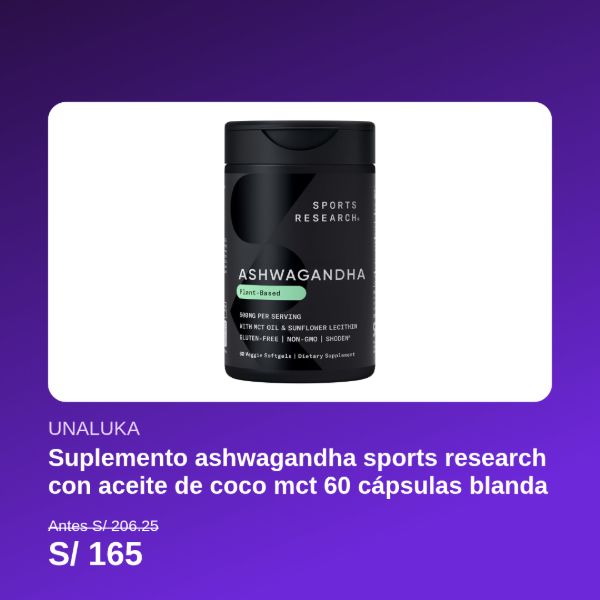 SPORTS
RESEARCH®
ASHWAGANDHA
Plant-Based
500MG PER SERVING
WITH MCT OIL & SUNFLOWER LECITHIN
GLUTEN-FREE | NON-GMO | SHODEN®
60 Veggie Softgels | Dietary Supplement
UNALUKA
Suplemento ashwagandha sports research
con aceite de coco mct 60 cápsulas blanda
Antes S/ 206.25
S/ 165